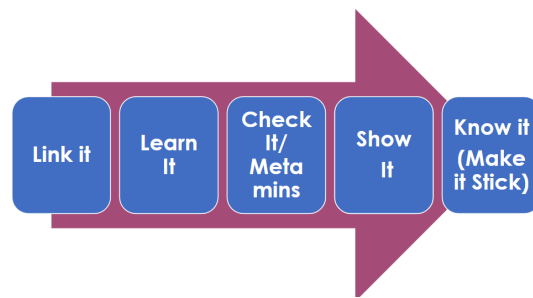 Link it
Learn
It
Check
It/
Meta
mins
Show
It
Know it
(Make
it Stick)